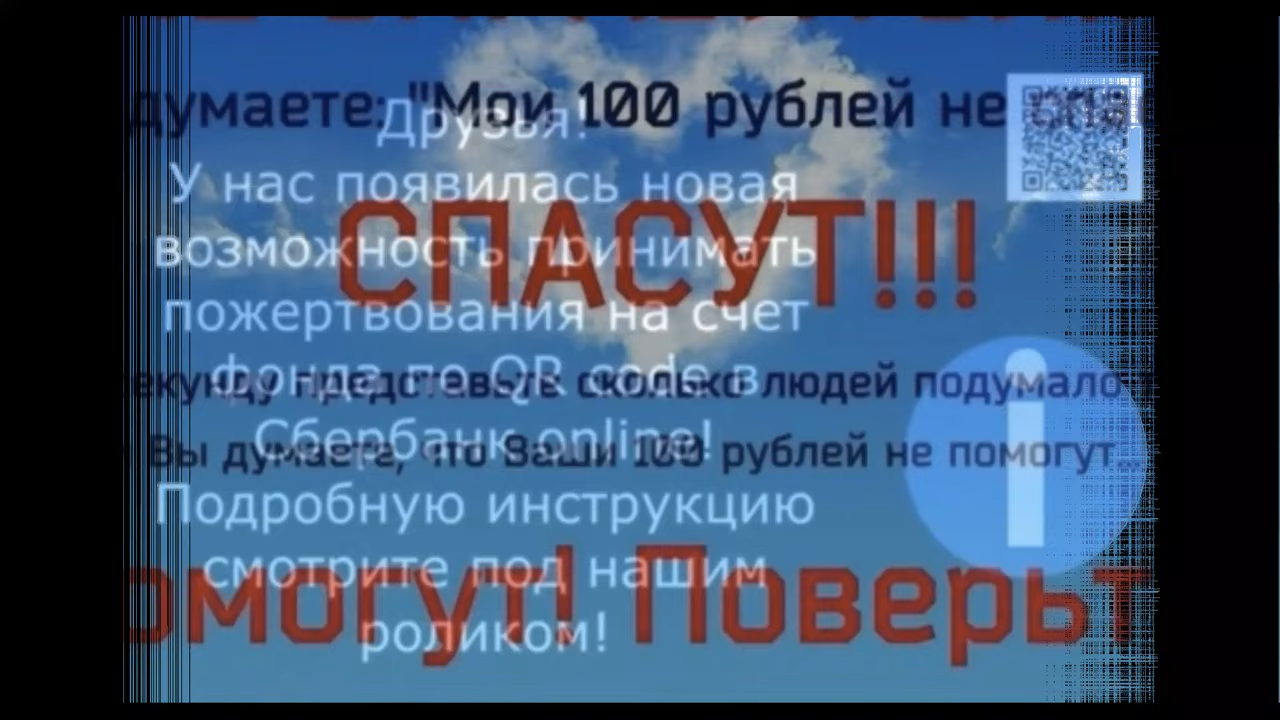 думаете: "Мои 100 рублей не
Друзья!
У нас появилась новая
СПАСУТ!!!
возможность принимать
пожертвования на счет
фонда по QR code в
екунду представьте сколько людей подумало
Сбербанк online!
Вы думаете, что Ваши 100 рублей не помогут...
Подробную инструкцию
смотрите под нашим
омогут! Поверьт
роликом!